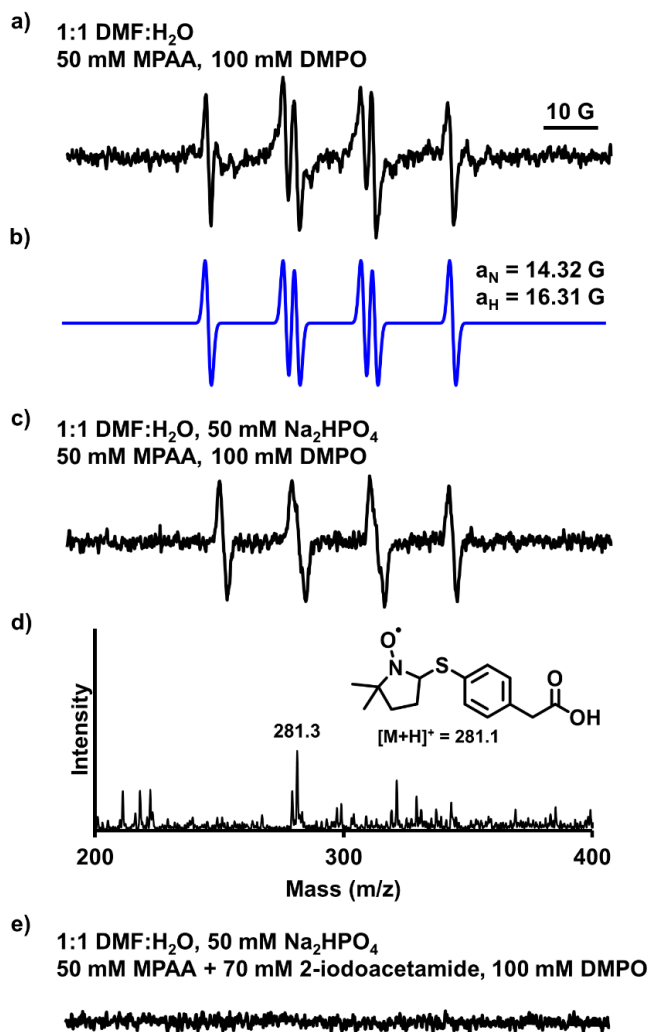 a)
1:1 DMF:H₂O
50 mM MPAA, 100 mM DMPO
10 G
b)
a_N = 14.32 G
a_H = 16.31 G
c)
1:1 DMF:H₂O, 50 mM Na₂HPO₄
50 mM MPAA, 100 mM DMPO
d)
O•
N
S
O
OH
281.3
[M+H]⁺ = 281.1
Intensity
200
300
400
Mass (m/z)
e)
1:1 DMF:H₂O, 50 mM Na₂HPO₄
50 mM MPAA + 70 mM 2-iodoacetamide, 100 mM DMPO